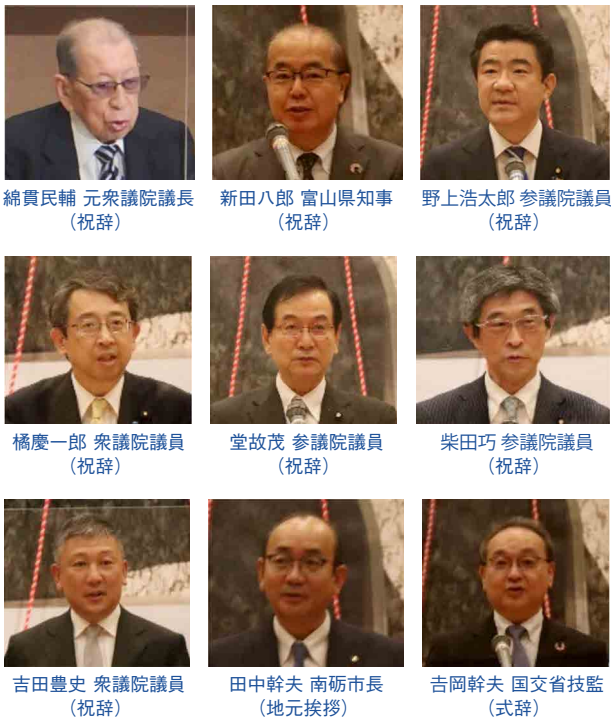 綿貫民輔 元衆議院議長
（祝辞）
新田八郎 富山県知事
（祝辞）
野上浩太郎 参議院議員
（祝辞）
橘慶一郎 衆議院議員
（祝辞）
堂故茂 参議院議員
（祝辞）
柴田巧 参議院議員
（祝辞）
吉田豊史 衆議院議員
（祝辞）
田中幹夫 南砺市長
（地元挨拶）
𠮷岡幹夫 国交省技監
（式辞）